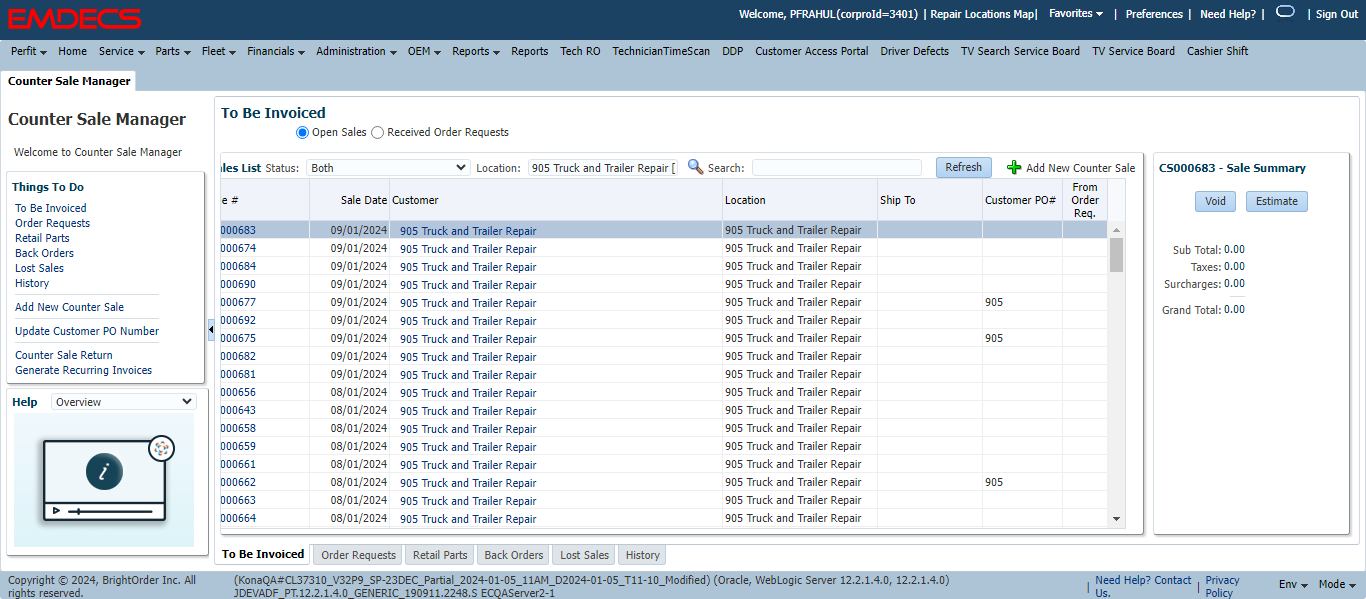 EMDECS
Welcome, PFRAHUL(corproId=3401) | Repair Locations Map| Favorites | Preferences | Need Help? | | Sign Out
Perfit Home Service Parts Fleet Financials Administration OEM Reports Reports Tech RO TechnicianTimeScan DDP Customer Access Portal Driver Defects TV Search Service Board TV Service Board Cashier Shift
Counter Sale Manager
Counter Sale Manager
Welcome to Counter Sale Manager
Things To Do
To Be Invoiced
Order Requests
Retail Parts
Back Orders
Lost Sales
History
Add New Counter Sale
Update Customer PO Number
Counter Sale Return
Generate Recurring Invoices
Help Overview
To Be Invoiced
Open Sales Received Order Requests
les List Status: Both Location: 905 Truck and Trailer Repair [ Search: Refresh Add New Counter Sale
e # Sale Date Customer Location Ship To Customer PO# From
Order
Req.
000683 09/01/2024 905 Truck and Trailer Repair 905 Truck and Trailer Repair
000674 09/01/2024 905 Truck and Trailer Repair 905 Truck and Trailer Repair
000684 09/01/2024 905 Truck and Trailer Repair 905 Truck and Trailer Repair
000690 09/01/2024 905 Truck and Trailer Repair 905 Truck and Trailer Repair
000677 09/01/2024 905 Truck and Trailer Repair 905 Truck and Trailer Repair 905
000692 09/01/2024 905 Truck and Trailer Repair 905 Truck and Trailer Repair
000675 09/01/2024 905 Truck and Trailer Repair 905 Truck and Trailer Repair 905
000682 09/01/2024 905 Truck and Trailer Repair 905 Truck and Trailer Repair
000681 09/01/2024 905 Truck and Trailer Repair 905 Truck and Trailer Repair
000656 08/01/2024 905 Truck and Trailer Repair 905 Truck and Trailer Repair
000643 08/01/2024 905 Truck and Trailer Repair 905 Truck and Trailer Repair
000658 08/01/2024 905 Truck and Trailer Repair 905 Truck and Trailer Repair
000659 08/01/2024 905 Truck and Trailer Repair 905 Truck and Trailer Repair
000661 08/01/2024 905 Truck and Trailer Repair 905 Truck and Trailer Repair
000662 08/01/2024 905 Truck and Trailer Repair 905 Truck and Trailer Repair 905
000663 08/01/2024 905 Truck and Trailer Repair 905 Truck and Trailer Repair
000664 08/01/2024 905 Truck and Trailer Repair 905 Truck and Trailer Repair
CS000683 - Sale Summary
Void Estimate
Sub Total: 0.00
Taxes: 0.00
Surcharges: 0.00
Grand Total: 0.00
To Be Invoiced Order Requests Retail Parts Back Orders Lost Sales History
Copyright © 2024, BrightOrder Inc. All
rights reserved.
(KonaQA#CL37310_V32P9_SP-23DEC_Partial_2024-01-05_11AM_D2024-01-05_T11-10_Modified) (Oracle, WebLogic Server 12.2.1.4.0, 12.2.1.4.0)
JDEVADF_PT.12.2.1.4.0_GENERIC_190911.2248.S ECQAServer2-1
| Need Help? Contact
Us.
| Privacy
Policy
Env Mode